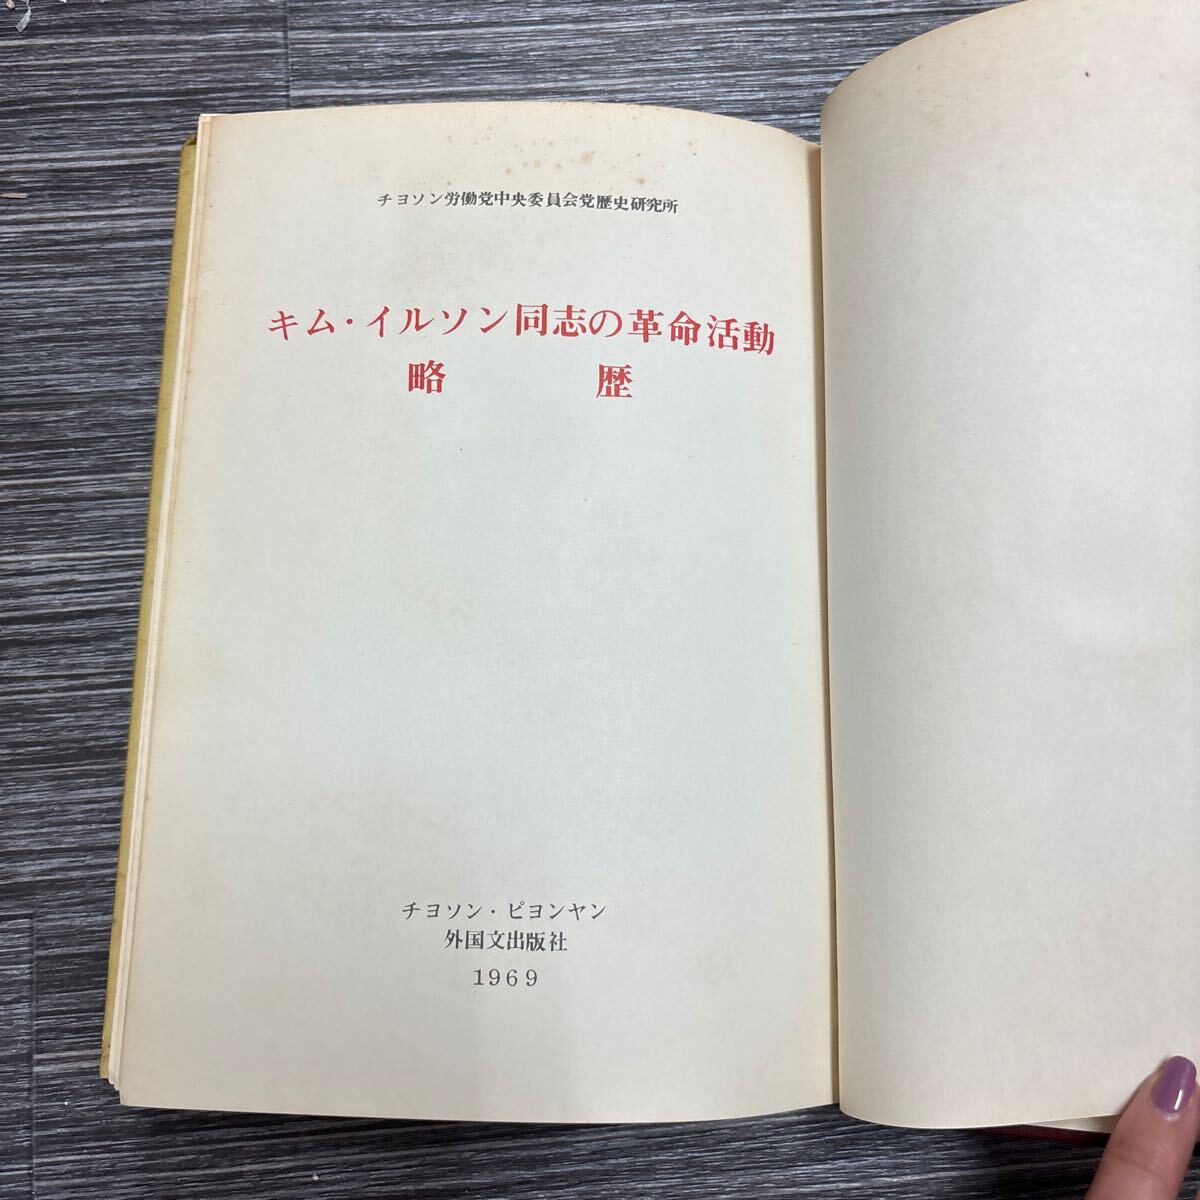 チヨソン労働党中央委員会党歴史研究所
キム・イルソン同志の革命活動
略歴
チヨソン・ピヨンヤン
外国文出版社
1969